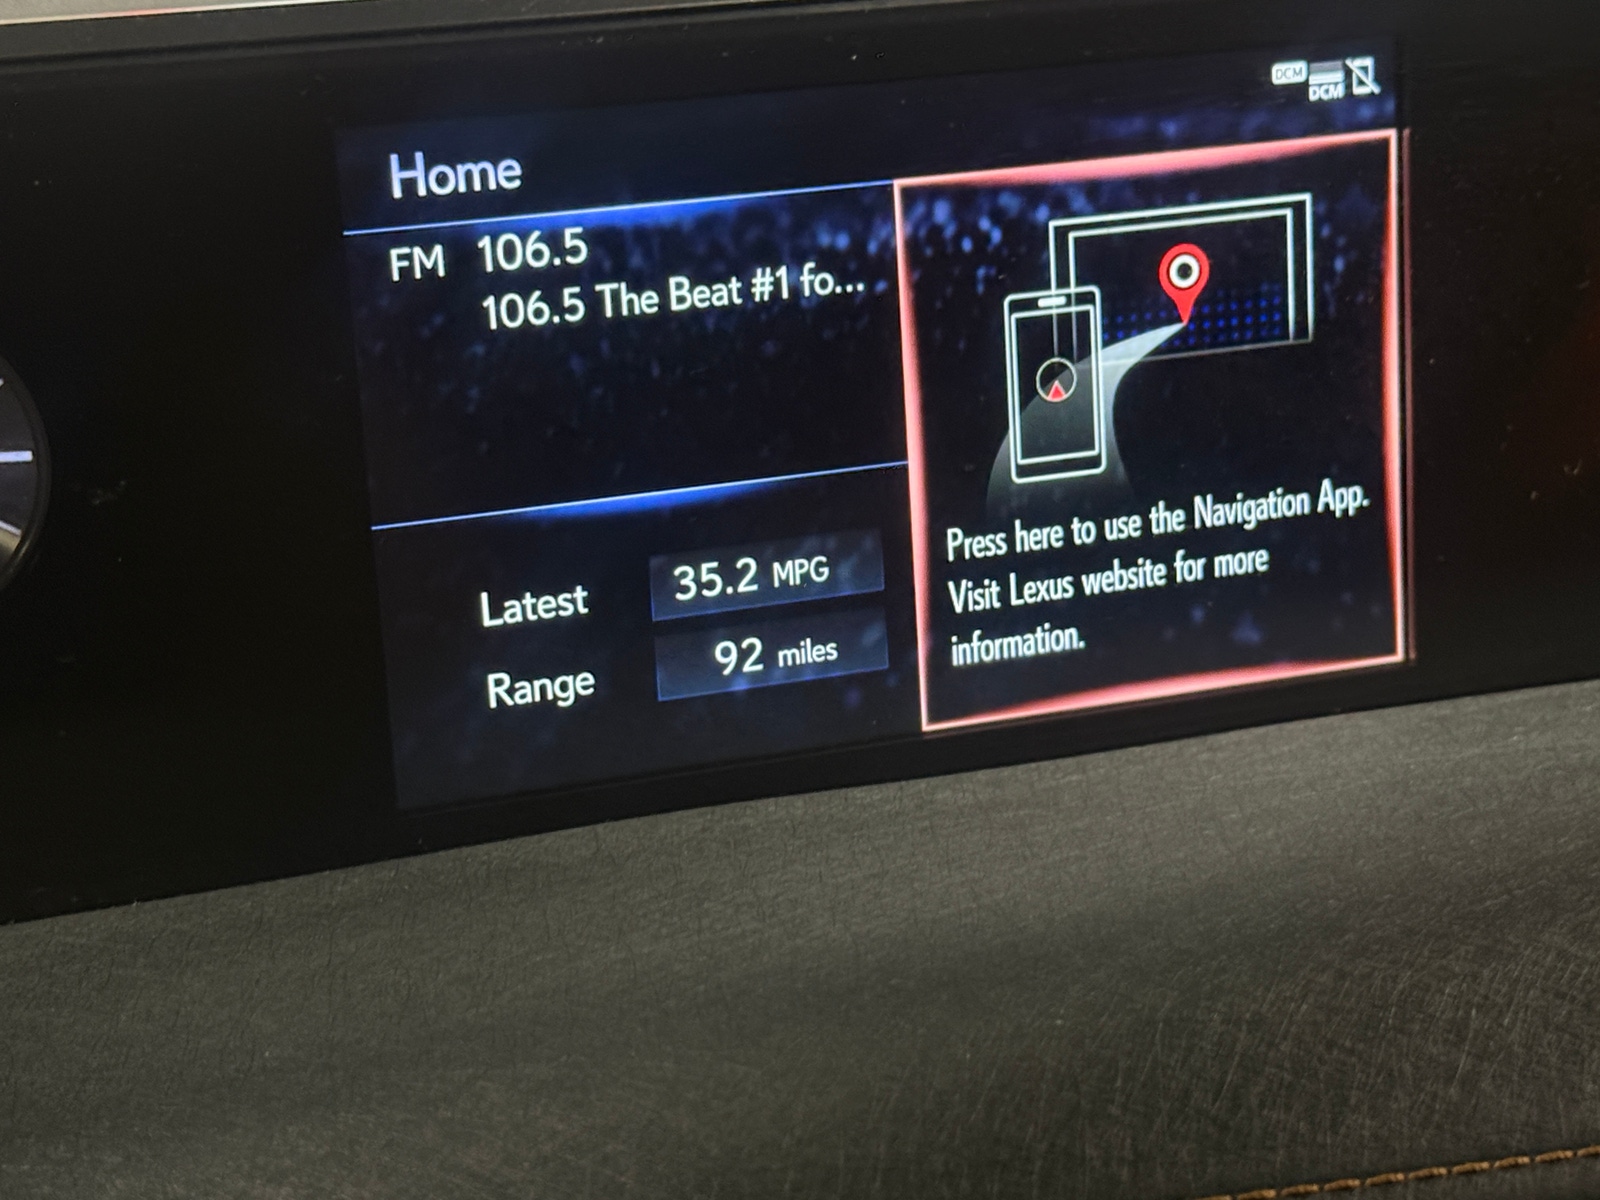 DCM
DCM
Home
FM 106.5
106.5 The Beat #1 fo...
Latest 35.2 MPG
Range 92 miles
Press here to use the Navigation App.
Visit Lexus website for more
information.